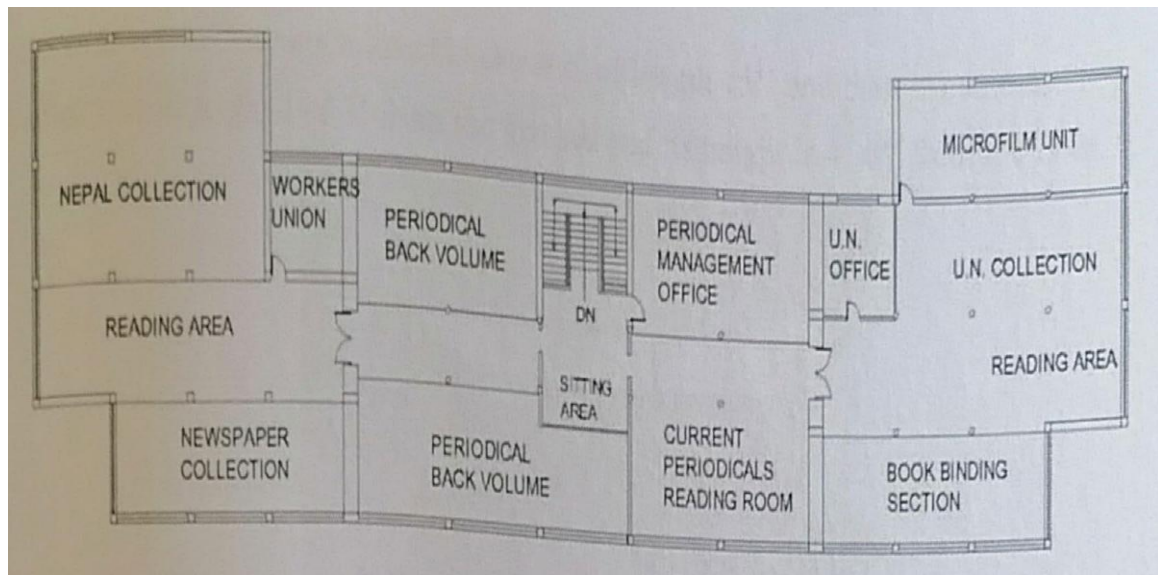 NEPAL COLLECTION
WORKERS
UNION
PERIODICAL
BACK VOLUME
DN
PERIODICAL
MANAGEMENT
OFFICE
U.N.
OFFICE
MICROFILM UNIT
U.N. COLLECTION
READING AREA
READING AREA
SITTING
AREA
NEWSPAPER
COLLECTION
PERIODICAL
BACK VOLUME
CURRENT
PERIODICALS
READING ROOM
BOOK BINDING
SECTION